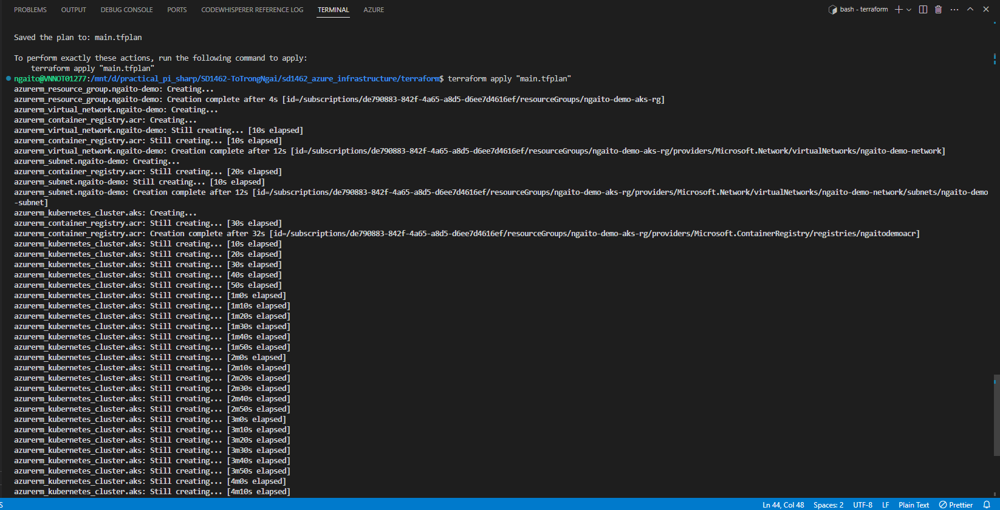 PROBLEMS OUTPUT DEBUG CONSOLE PORTS CODEWHISPERER REFERENCE LOG TERMINAL AZURE bash - terraform
Saved the plan to: main.tfplan
To perform exactly these actions, run the following command to apply:
    terraform apply "main.tfplan"
ngaito@VNNOT01277:/mnt/d/practical_pi_sharp/SD1462-ToTrongNgai/sd1462_azure_infrastructure/terraform$ terraform apply "main.tfplan"
azurerm_resource_group.ngaito-demo: Creating...
azurerm_resource_group.ngaito-demo: Creation complete after 4s [id=/subscriptions/de790883-842f-4a65-a8d5-d6ee7d4616ef/resourceGroups/ngaito-demo-aks-rg]
azurerm_virtual_network.ngaito-demo: Creating...
azurerm_container_registry.acr: Creating...
azurerm_virtual_network.ngaito-demo: Still creating... [10s elapsed]
azurerm_container_registry.acr: Still creating... [10s elapsed]
azurerm_virtual_network.ngaito-demo: Creation complete after 12s [id=/subscriptions/de790883-842f-4a65-a8d5-d6ee7d4616ef/resourceGroups/ngaito-demo-aks-rg/providers/Microsoft.Network/virtualNetworks/ngaito-demo-network]
azurerm_subnet.ngaito-demo: Creating...
azurerm_container_registry.acr: Still creating... [20s elapsed]
azurerm_subnet.ngaito-demo: Still creating... [10s elapsed]
azurerm_subnet.ngaito-demo: Creation complete after 12s [id=/subscriptions/de790883-842f-4a65-a8d5-d6ee7d4616ef/resourceGroups/ngaito-demo-aks-rg/providers/Microsoft.Network/virtualNetworks/ngaito-demo-network/subnets/ngaito-demo
-subnet]
azurerm_kubernetes_cluster.aks: Creating...
azurerm_container_registry.acr: Still creating... [30s elapsed]
azurerm_container_registry.acr: Creation complete after 32s [id=/subscriptions/de790883-842f-4a65-a8d5-d6ee7d4616ef/resourceGroups/ngaito-demo-aks-rg/providers/Microsoft.ContainerRegistry/registries/ngaitodemoacr]
azurerm_kubernetes_cluster.aks: Still creating... [10s elapsed]
azurerm_kubernetes_cluster.aks: Still creating... [20s elapsed]
azurerm_kubernetes_cluster.aks: Still creating... [30s elapsed]
azurerm_kubernetes_cluster.aks: Still creating... [40s elapsed]
azurerm_kubernetes_cluster.aks: Still creating... [50s elapsed]
azurerm_kubernetes_cluster.aks: Still creating... [1m0s elapsed]
azurerm_kubernetes_cluster.aks: Still creating... [1m10s elapsed]
azurerm_kubernetes_cluster.aks: Still creating... [1m20s elapsed]
azurerm_kubernetes_cluster.aks: Still creating... [1m30s elapsed]
azurerm_kubernetes_cluster.aks: Still creating... [1m40s elapsed]
azurerm_kubernetes_cluster.aks: Still creating... [1m50s elapsed]
azurerm_kubernetes_cluster.aks: Still creating... [2m0s elapsed]
azurerm_kubernetes_cluster.aks: Still creating... [2m10s elapsed]
azurerm_kubernetes_cluster.aks: Still creating... [2m20s elapsed]
azurerm_kubernetes_cluster.aks: Still creating... [2m30s elapsed]
azurerm_kubernetes_cluster.aks: Still creating... [2m40s elapsed]
azurerm_kubernetes_cluster.aks: Still creating... [2m50s elapsed]
azurerm_kubernetes_cluster.aks: Still creating... [3m0s elapsed]
azurerm_kubernetes_cluster.aks: Still creating... [3m10s elapsed]
azurerm_kubernetes_cluster.aks: Still creating... [3m20s elapsed]
azurerm_kubernetes_cluster.aks: Still creating... [3m30s elapsed]
azurerm_kubernetes_cluster.aks: Still creating... [3m40s elapsed]
azurerm_kubernetes_cluster.aks: Still creating... [3m50s elapsed]
azurerm_kubernetes_cluster.aks: Still creating... [4m0s elapsed]
azurerm_kubernetes_cluster.aks: Still creating... [4m10s elapsed]
S Ln 44, Col 48 Spaces: 2 UTF-8 LF Plain Text Prettier